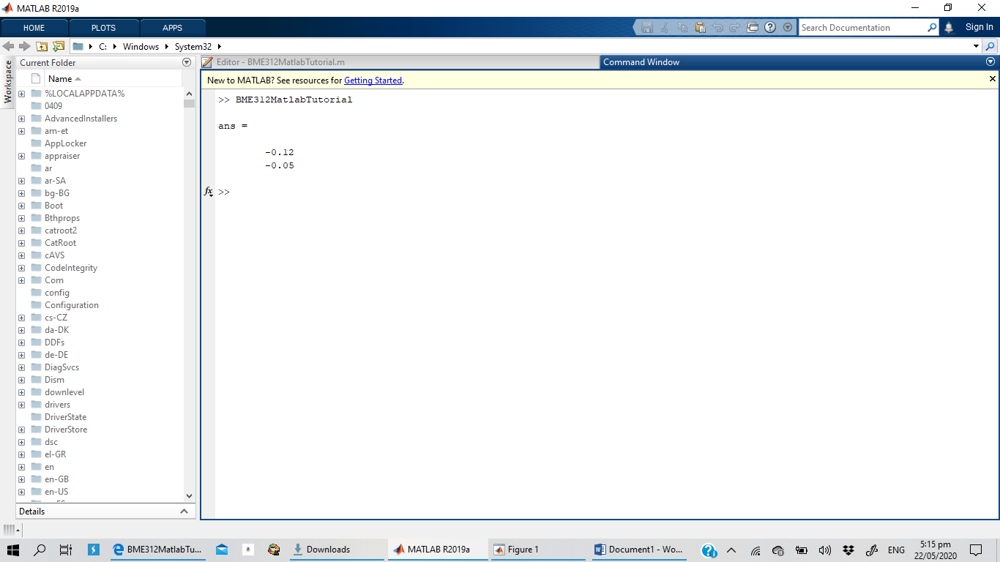 MATLAB R2019a
HOME PLOTS APPS
Search Documentation
Sign In
C: Windows System32
Workspace
Current Folder
Name
%LOCALAPPDATA%
0409
AdvancedInstallers
am-et
AppLocker
appraiser
ar
ar-SA
bg-BG
Boot
Bthprops
catroot2
CatRoot
cAVS
CodeIntegrity
Com
config
Configuration
cs-CZ
da-DK
DDFs
de-DE
DiagSvcs
Dism
downlevel
drivers
DriverState
DriverStore
dsc
el-GR
en
en-GB
en-US
Details
Editor - BME312MatlabTutorial.m
Command Window
New to MATLAB? See resources for Getting Started.
>> BME312MatlabTutorial
ans =
-0.12
-0.05
fx >>
BME312MatlabTu... a Downloads MATLAB R2019a Figure 1 Document1 - Wo... ENG
5:15 pm
22/05/2020